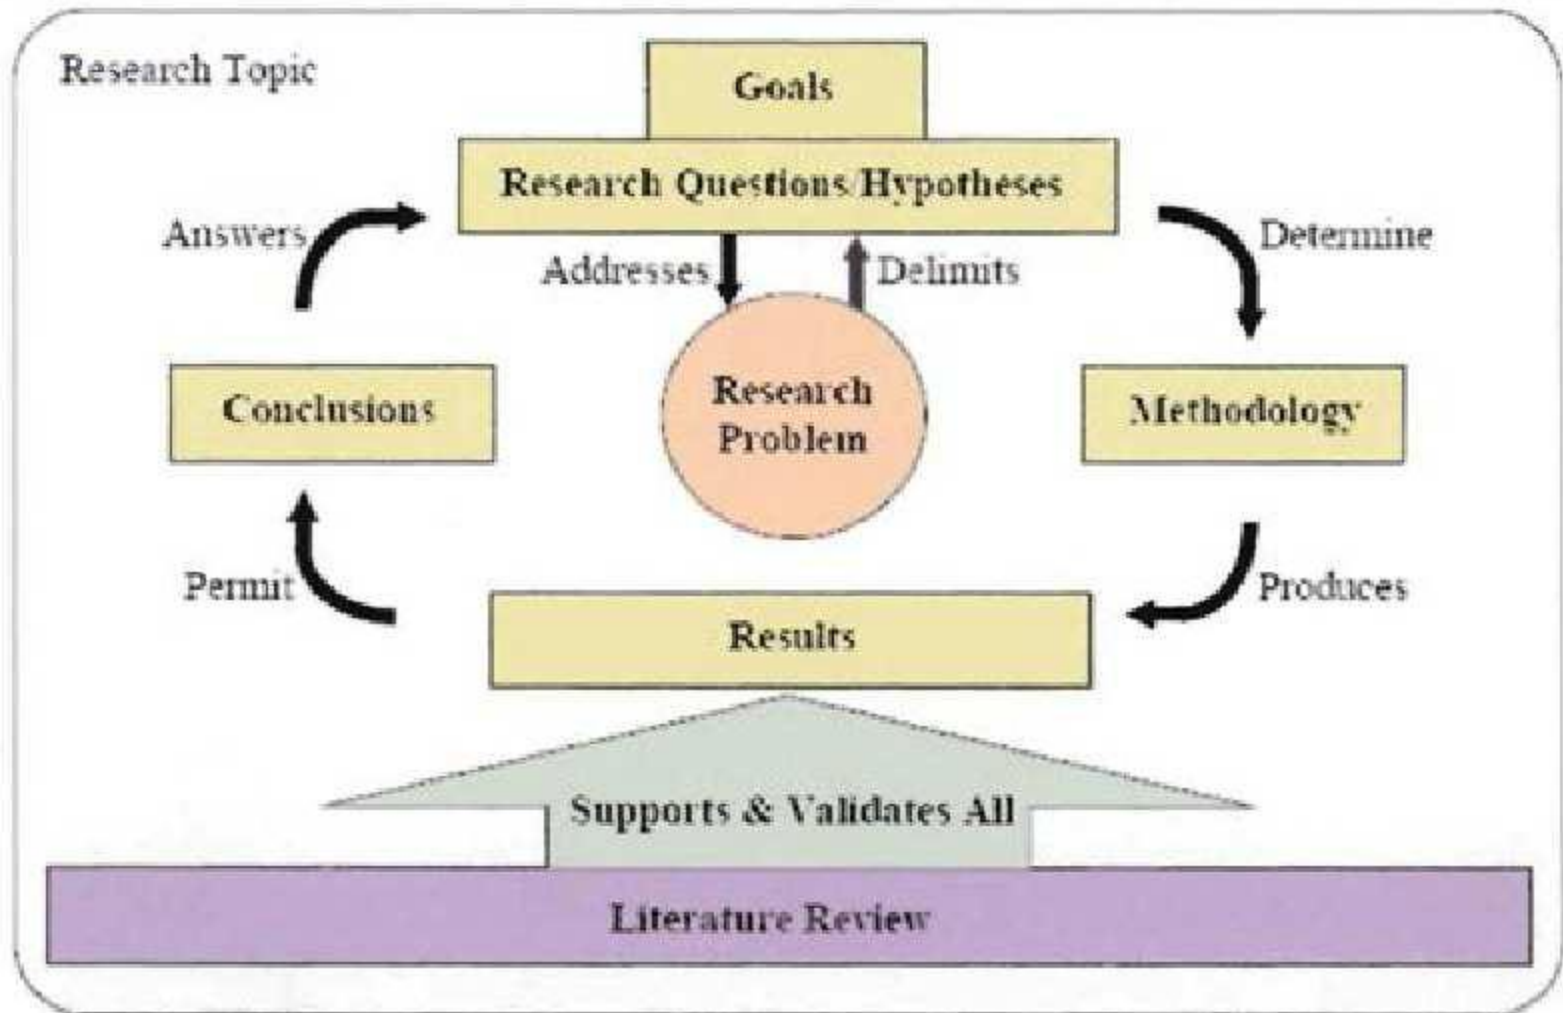 Research Topic
Goals
Research Questions/Hypotheses
Answers
Determine
Addresses
Delimits
Conclusions
Research
Problem
Methodology
Permit
Produces
Results
Supports & Validates All
Literature Review